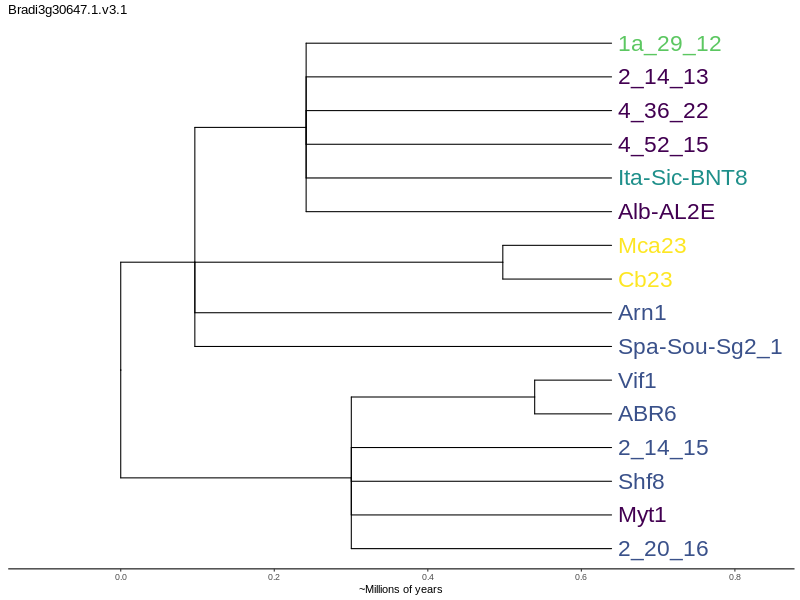 Bradi3g30647.1.v3.1
1a_29_12
2_14_13
4_36_22
4_52_15
Ita-Sic-BNT8
Alb-AL2E
Mca23
Cb23
Arn1
Spa-Sou-Sg2_1
Vif1
ABR6
2_14_15
Shf8
Myt1
2_20_16
0.0 0.2 0.4 0.6 0.8
~Millions of years